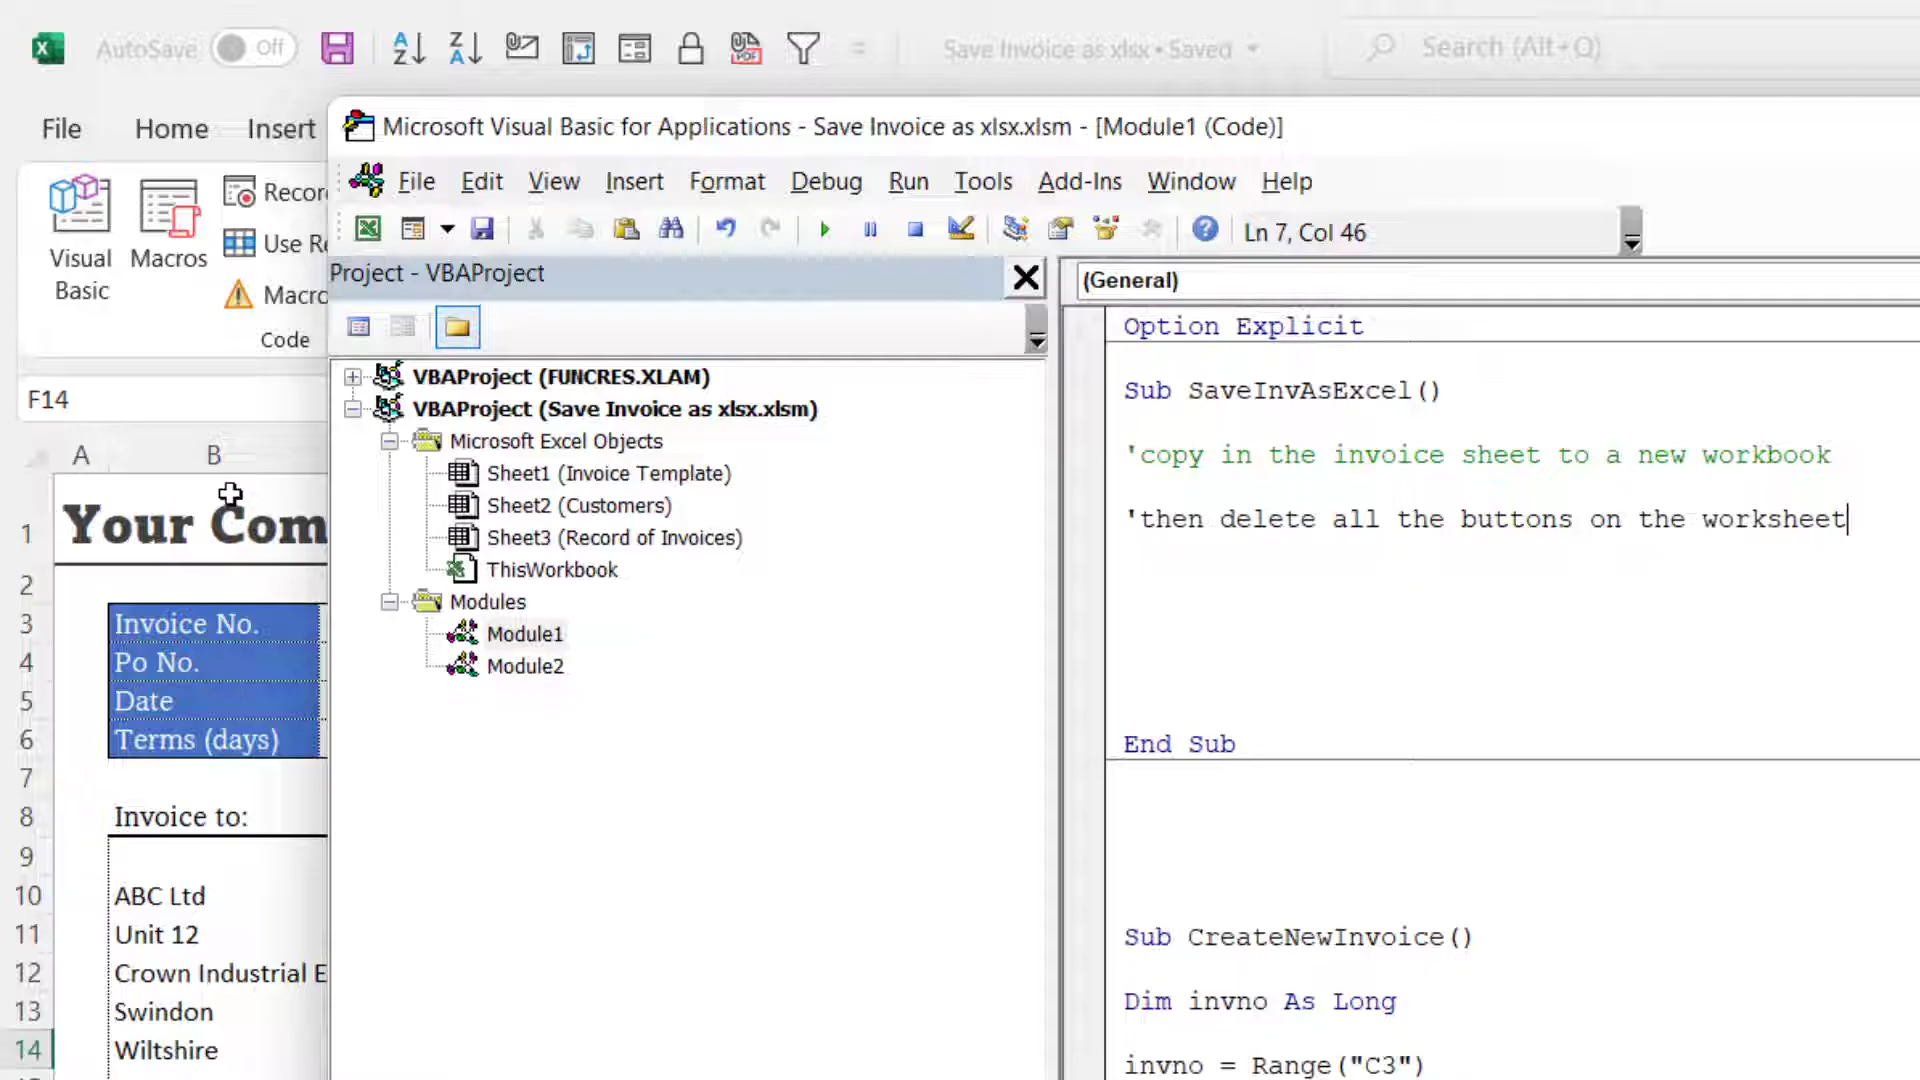 AutoSave Off Save Invoice as xlsx • Saved Search (Alt+Q)
File Home Insert
Microsoft Visual Basic for Applications - Save Invoice as xlsx.xlsm - [Module1 (Code)]
File Edit View Insert Format Debug Run Tools Add-Ins Window Help
Ln 7, Col 46
Visual Basic
Macros
Recor
Use Re
Macro
Code
Project - VBAProject
(General)
VBAProject (FUNCRES.XLAM)
VBAProject (Save Invoice as xlsx.xlsm)
Microsoft Excel Objects
Sheet1 (Invoice Template)
Sheet2 (Customers)
Sheet3 (Record of Invoices)
ThisWorkbook
Modules
Module1
Module2
Option Explicit
Sub SaveInvAsExcel()
'copy in the invoice sheet to a new workbook
'then delete all the buttons on the worksheet
End Sub
Sub CreateNewInvoice()
Dim invno As Long
invno = Range("C3")
F14
A B
1 Your Com
2
3 Invoice No.
4 Po No.
5 Date
6 Terms (days)
7
8 Invoice to:
9
10 ABC Ltd
11 Unit 12
12 Crown Industrial E
13 Swindon
14 Wiltshire